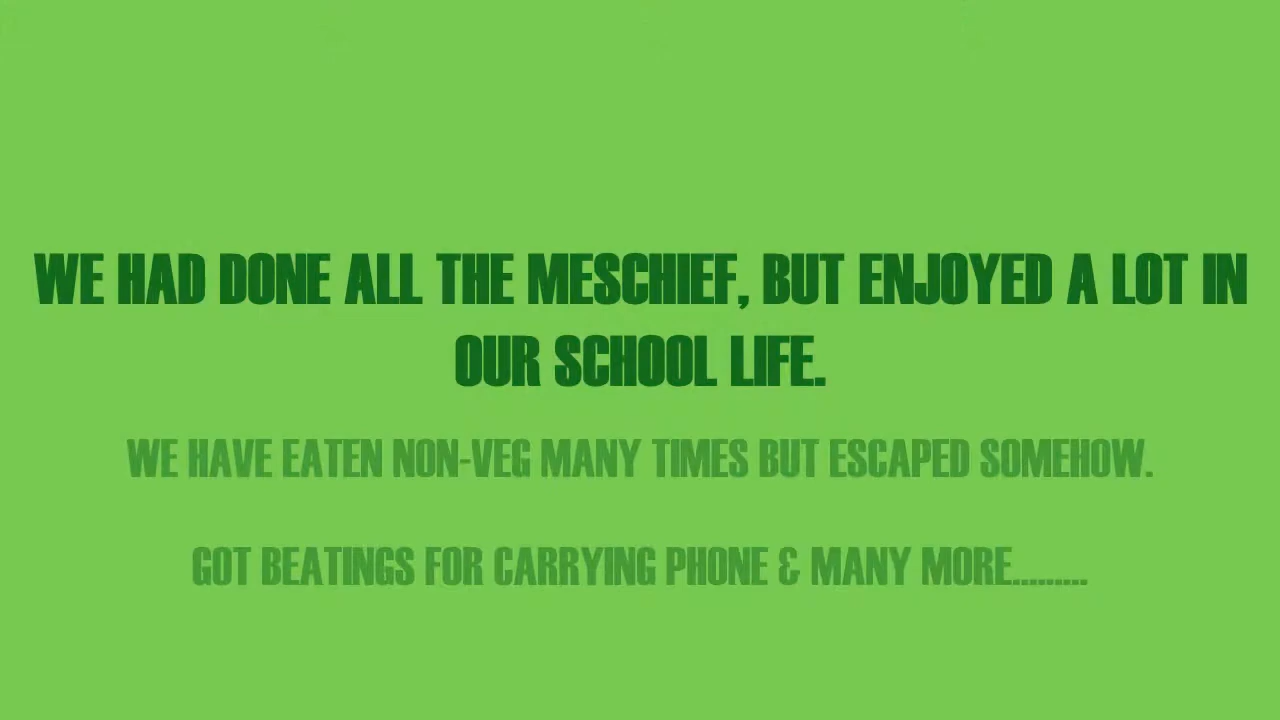 WE HAD DONE ALL THE MESCHIEF, BUT ENJOYED A LOT IN
OUR SCHOOL LIFE.
WE HAVE EATEN NON-VEG MANY TIMES BUT ESCAPED SOMEHOW.
GOT BEATINGS FOR CARRYING PHONE & MANY MORE.........